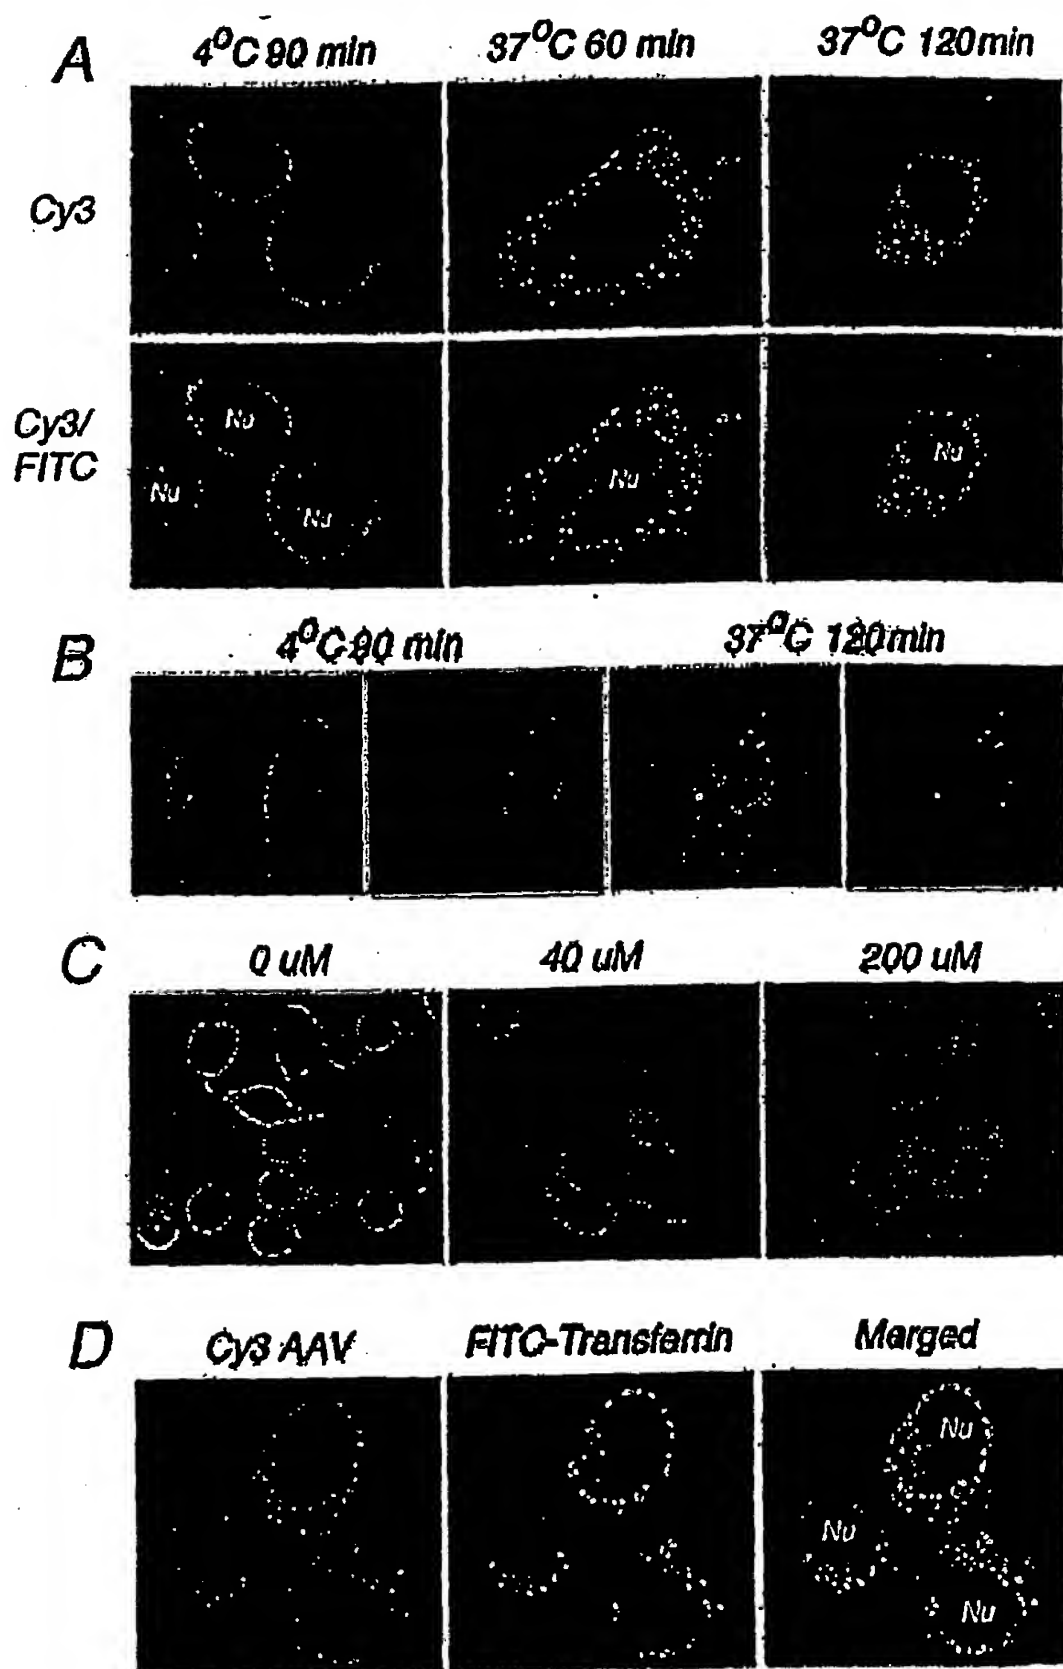 A
4°C 90 min 37°C 60 min 37°C 120min
Cy3
Cy3/
FITC
Nu
Nu
Nu
Nu
Nu
B
4°C 90 min 37°C 120min
C
0 uM 40 uM 200 uM
D
Cy3 AAV FITC-Transferrin Merged
Nu
Nu
Nu